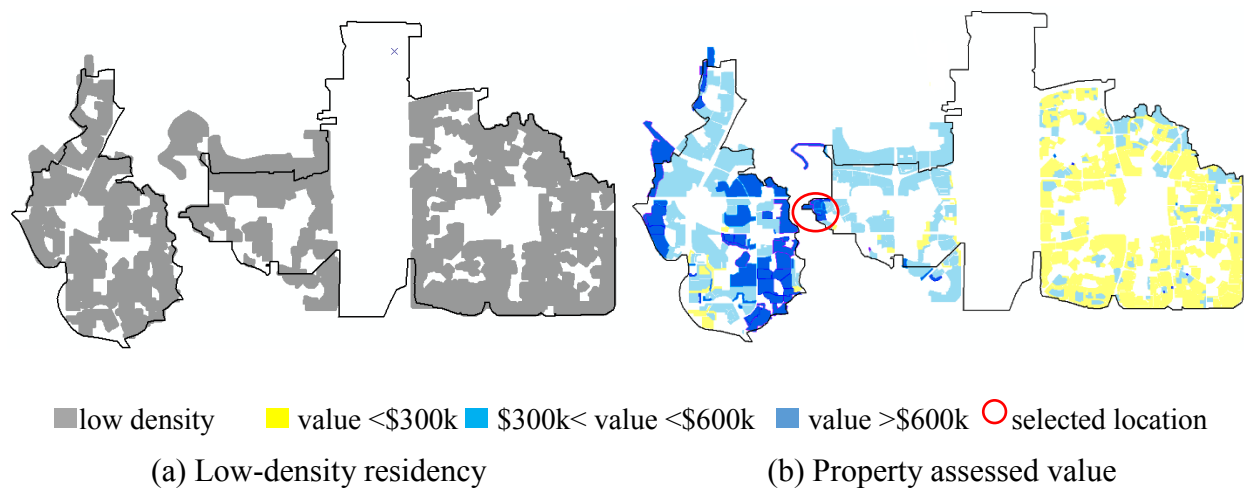 low density value <$300k $300k< value <$600k value >$600k selected location
(a) Low-density residency (b) Property assessed value